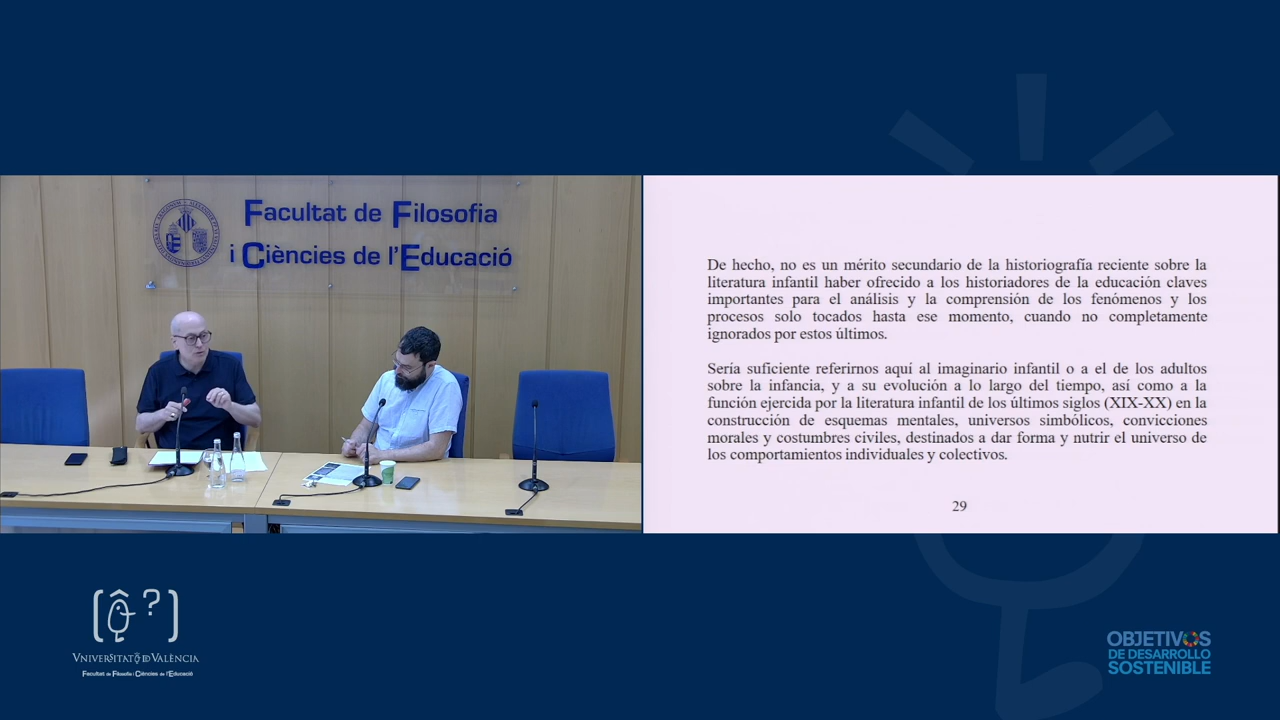 Facultat de Filosofia
i Ciències de l'Educació
De hecho, no es un mérito secundario de la historiografía reciente sobre la
literatura infantil haber ofrecido a los historiadores de la educación claves
importantes para el análisis y la comprensión de los fenómenos y los
procesos solo tocados hasta ese momento, cuando no completamente
ignorados por estos últimos.
Sería suficiente referirnos aquí al imaginario infantil o a el de los adultos
sobre la infancia, y a su evolución a lo largo del tiempo, así como a la
función ejercida por la literatura infantil de los últimos siglos (XIX-XX) en la
construcción de esquemas mentales, universos simbólicos, convicciones
morales y costumbres civiles, destinados a dar forma y nutrir el universo de
los comportamientos individuales y colectivos.
29
VNIVERSITAT DE VALÈNCIA
Facultat de Filosofia i Ciències de l'Educació
OBJETIVOS
DE DESARROLLO
SOSTENIBLE